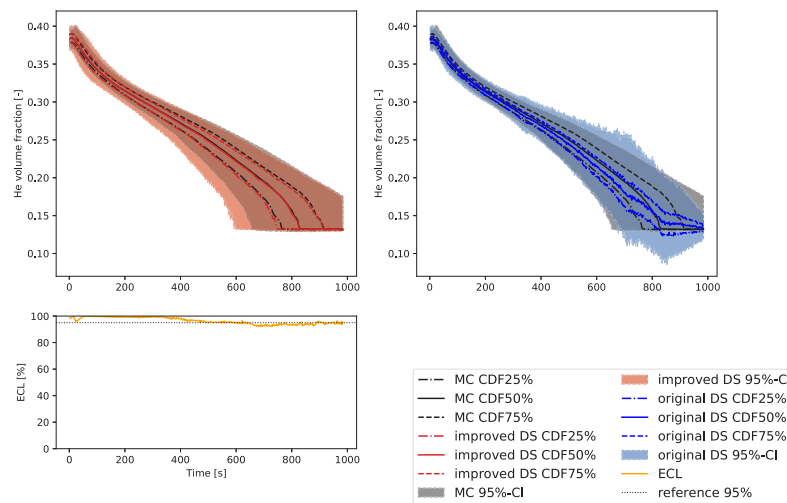 0.40
0.35
0.30
0.25
0.20
0.15
0.10
He volume fraction [-]
0 200 400 600 800 1000
0.40
0.35
0.30
0.25
0.20
0.15
0.10
He volume fraction [-]
0 200 400 600 800 1000
100
80
60
40
20
0
ECL [%]
0 200 400 600 800 1000
Time [s]
MC CDF25%
MC CDF50%
MC CDF75%
improved DS CDF25%
improved DS CDF50%
improved DS CDF75%
MC 95%-CI
improved DS 95%-C
original DS CDF25%
original DS CDF50%
original DS CDF75%
original DS 95%-CI
ECL
reference 95%